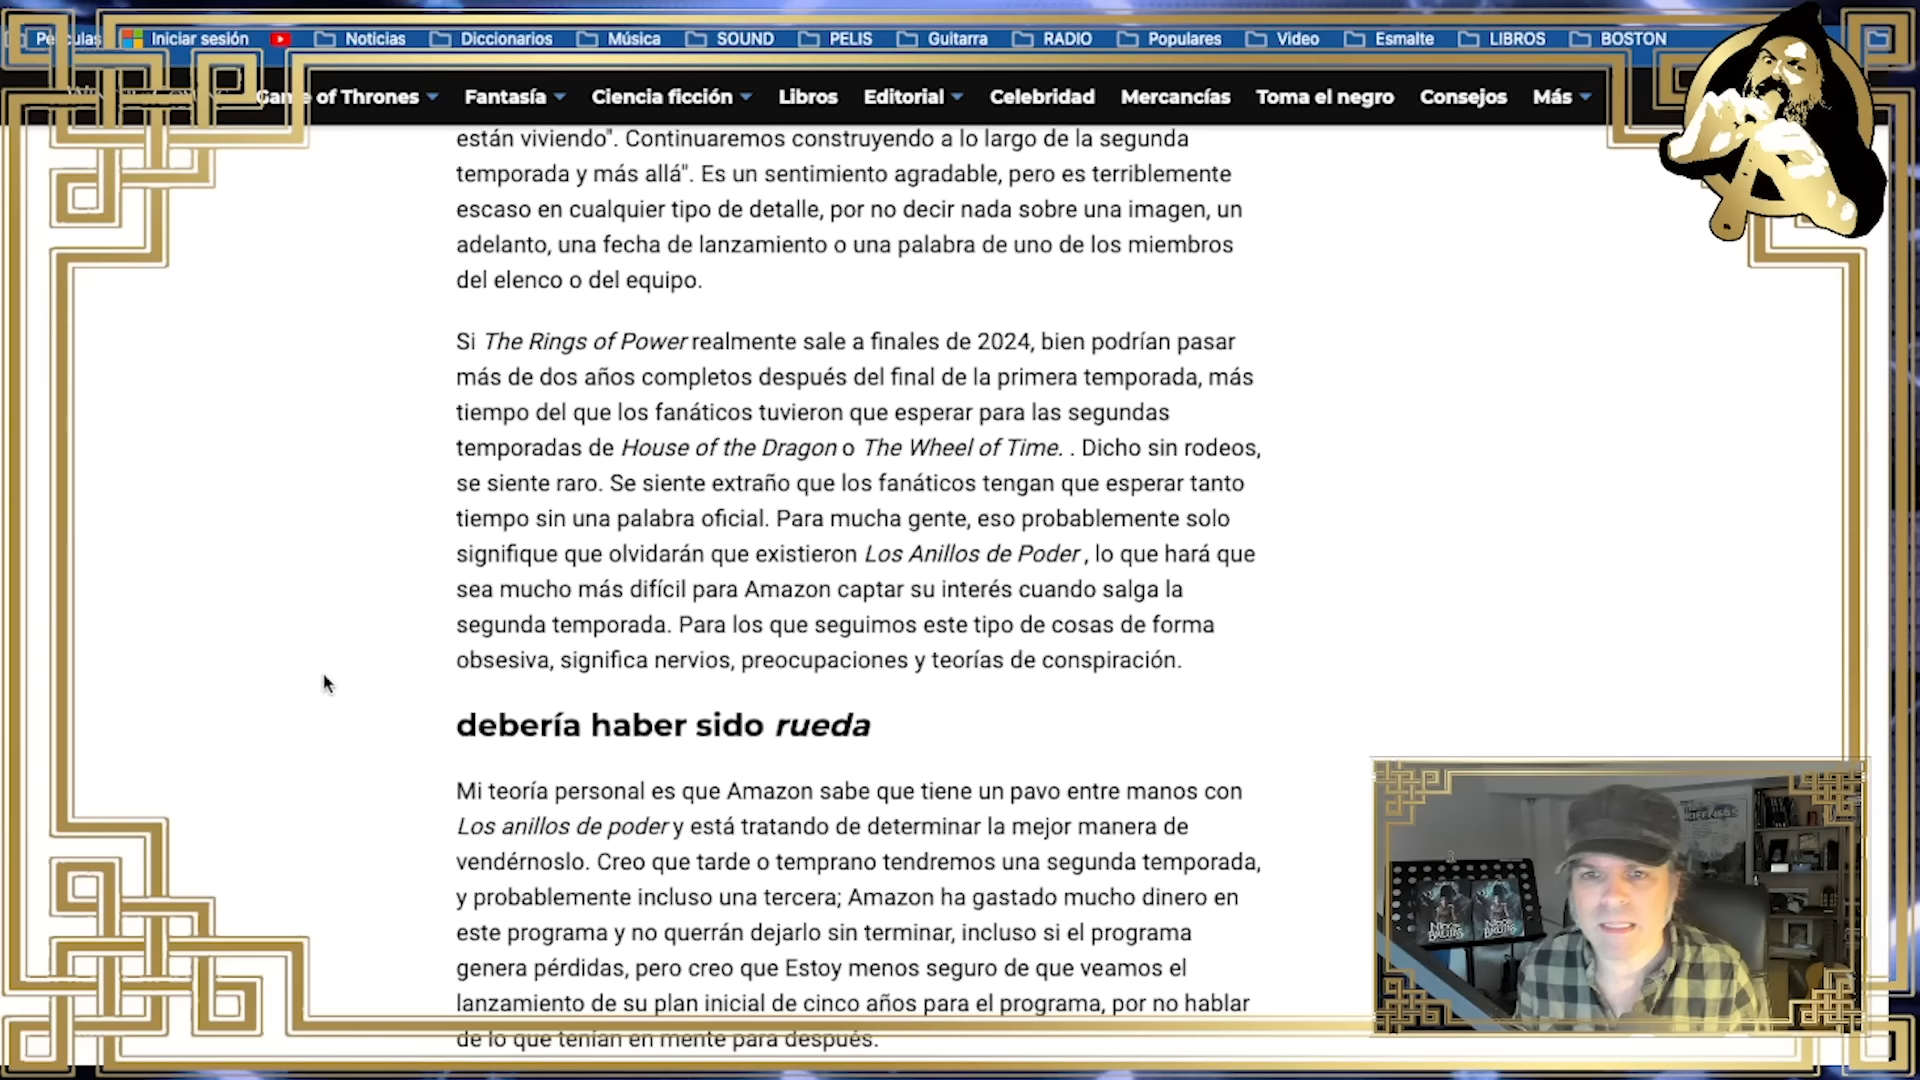 Películas Iniciar sesión Noticias Diccionarios Música SOUND PELIS Guitarra RADIO Populares Video Esmalte LIBROS BOSTON
Game of Thrones Fantasía Ciencia ficción Libros Editorial Celebridad Mercancías Toma el negro Consejos Más
están viviendo". Continuaremos construyendo a lo largo de la segunda
temporada y más allá". Es un sentimiento agradable, pero es terriblemente
escaso en cualquier tipo de detalle, por no decir nada sobre una imagen, un
adelanto, una fecha de lanzamiento o una palabra de uno de los miembros
del elenco o del equipo.
Si The Rings of Power realmente sale a finales de 2024, bien podrían pasar
más de dos años completos después del final de la primera temporada, más
tiempo del que los fanáticos tuvieron que esperar para las segundas
temporadas de House of the Dragon o The Wheel of Time. . Dicho sin rodeos,
se siente raro. Se siente extraño que los fanáticos tengan que esperar tanto
tiempo sin una palabra oficial. Para mucha gente, eso probablemente solo
signifique que olvidarán que existieron Los Anillos de Poder , lo que hará que
sea mucho más difícil para Amazon captar su interés cuando salga la
segunda temporada. Para los que seguimos este tipo de cosas de forma
obsesiva, significa nervios, preocupaciones y teorías de conspiración.
debería haber sido rueda
Mi teoría personal es que Amazon sabe que tiene un pavo entre manos con
Los anillos de poder y está tratando de determinar la mejor manera de
vendérnoslo. Creo que tarde o temprano tendremos una segunda temporada,
y probablemente incluso una tercera; Amazon ha gastado mucho dinero en
este programa y no querrán dejarlo sin terminar, incluso si el programa
genera pérdidas, pero creo que Estoy menos seguro de que veamos el
lanzamiento de su plan inicial de cinco años para el programa, por no hablar
de lo que tenían en mente para después.